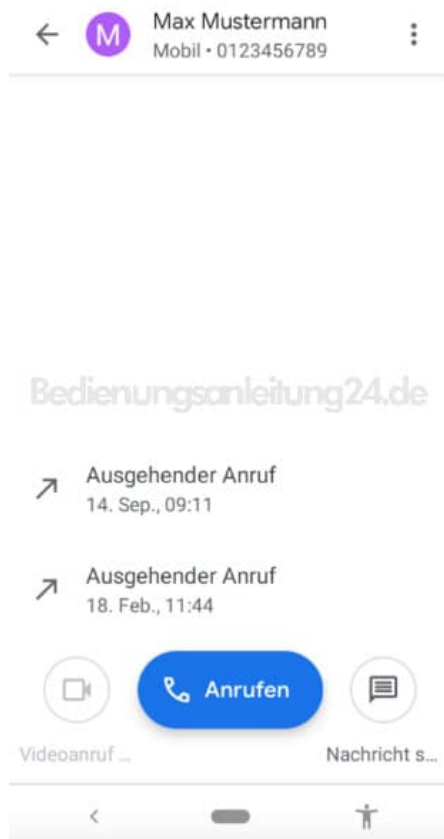 M
Max Mustermann
Mobil • 0123456789
Bedienungsanleitung24.de
Ausgehender Anruf
14. Sep., 09:11
Ausgehender Anruf
18. Feb., 11:44
Anrufen
Videoanruf ...
Nachricht s...